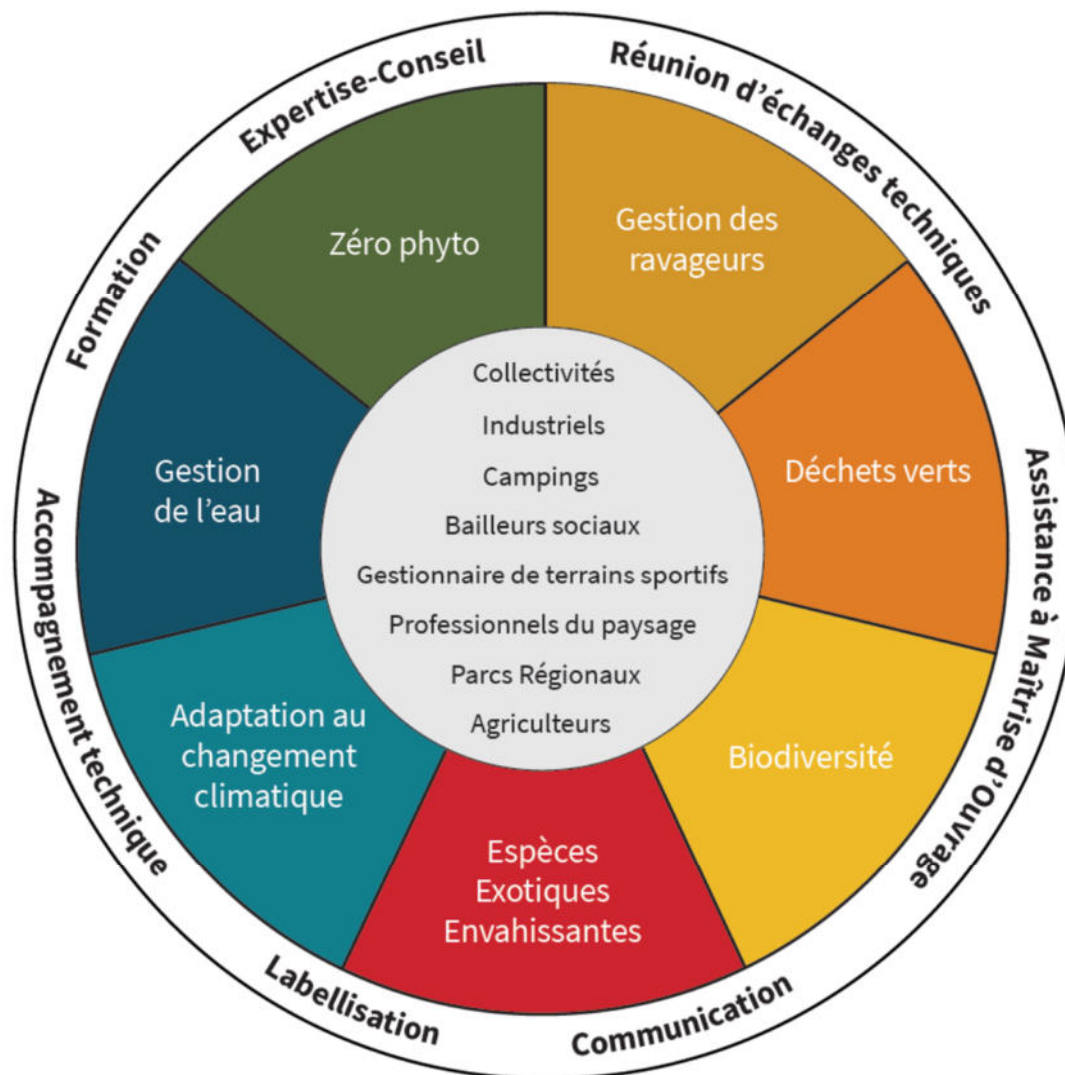 Expertise-Conseil
Réunion d'échanges techniques
Assistance à Maîtrise d'Ouvrage
Communication
Labellisation
Accompagnement technique
Formation
Zéro phyto
Gestion des
ravageurs
Déchets verts
Biodiversité
Espèces
Exotiques
Envahissantes
Adaptation au
changement
climatique
Gestion
de l'eau
Collectivités
Industriels
Campings
Bailleurs sociaux
Gestionnaire de terrains sportifs
Professionnels du paysage
Parcs Régionaux
Agriculteurs